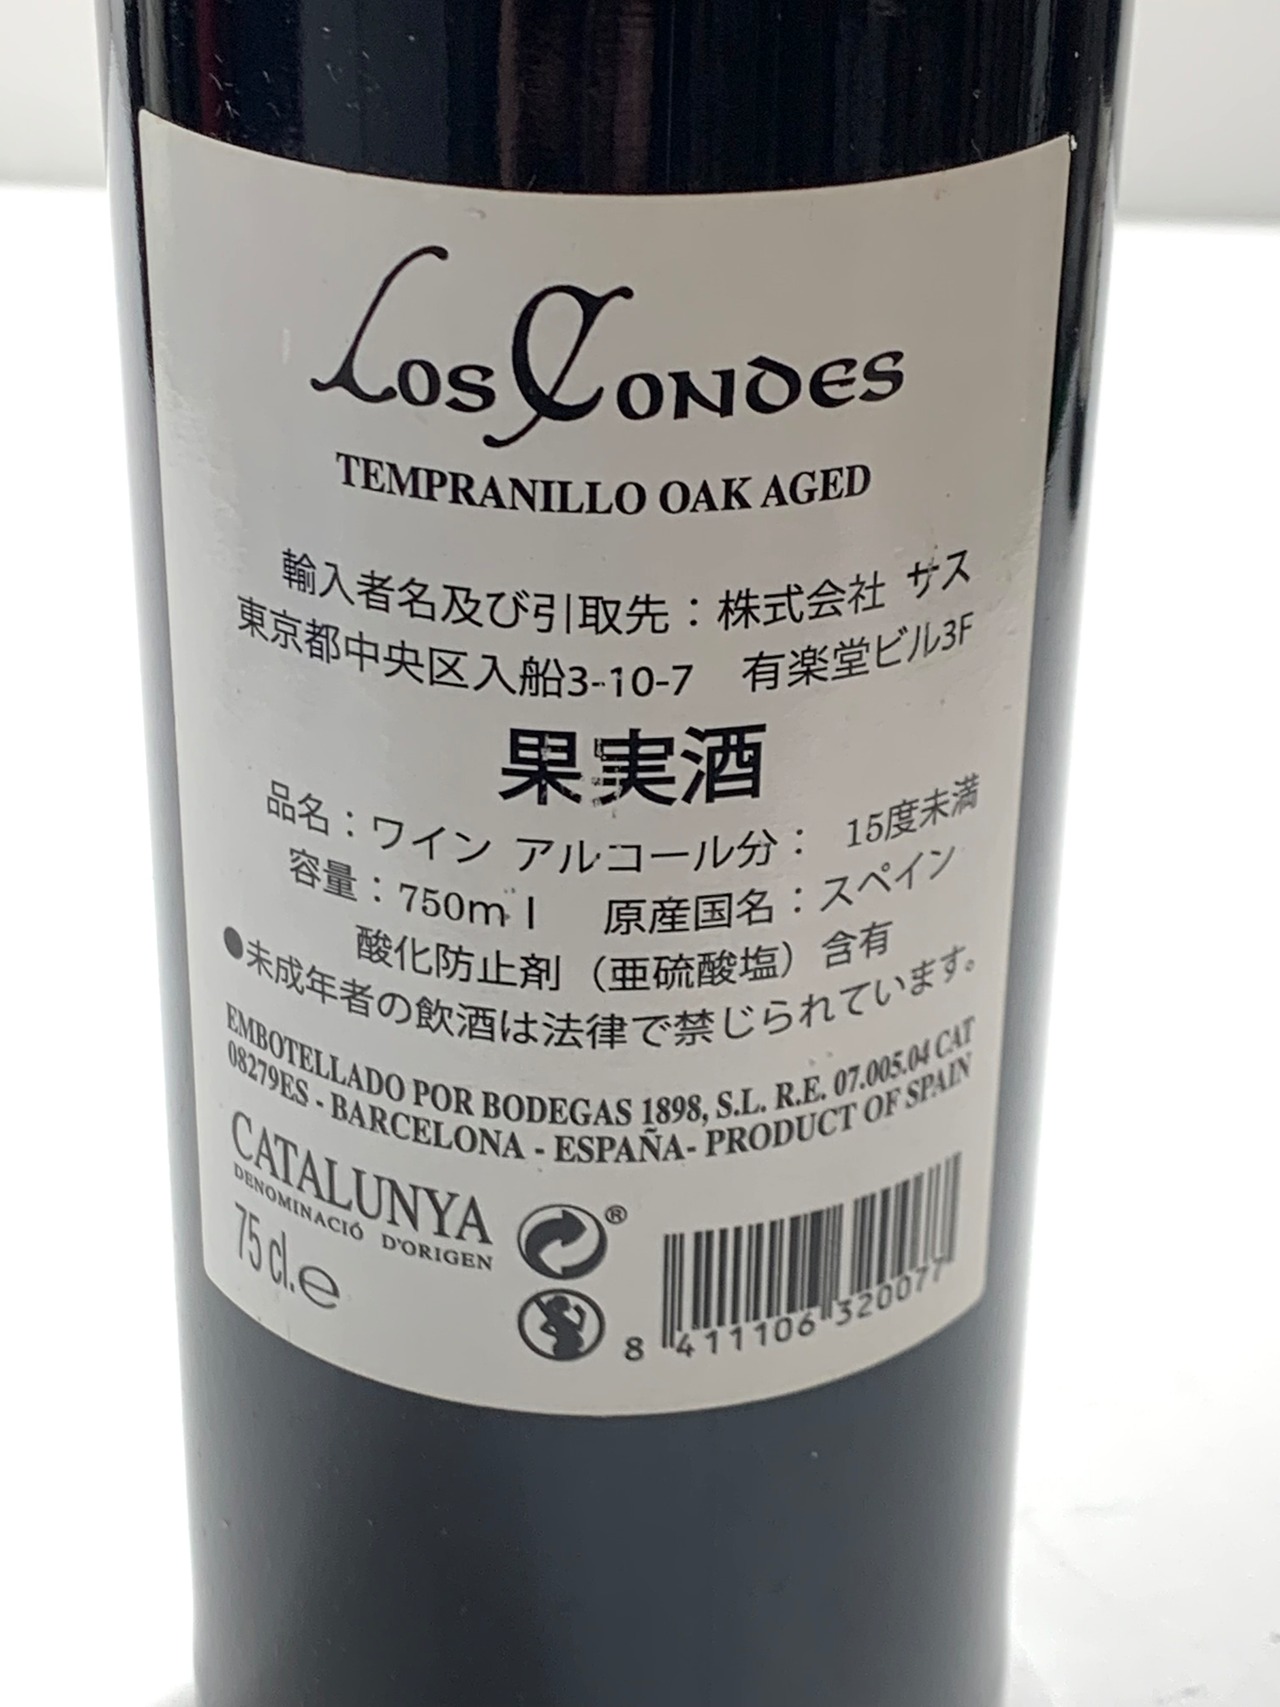 Los Condes
TEMPRANILLO OAK AGED
輸入者名及び引取先：株式会社 サス
東京都中央区入船3-10-7 有楽堂ビル3F
果実酒
品名：ワイン アルコール分： 15度未満
容量：750ml 原産国名：スペイン
酸化防止剤（亜硫酸塩）含有
●未成年者の飲酒は法律で禁じられています。
EMBOTELLADO POR BODEGAS 1898, S.L. R.E. 07.005.04 CAT
08279ES - BARCELONA - ESPAÑA- PRODUCT OF SPAIN
CATALUNYA
DENOMINACIÓ D'ORIGEN
75 cl. e
®
8 411106 320077